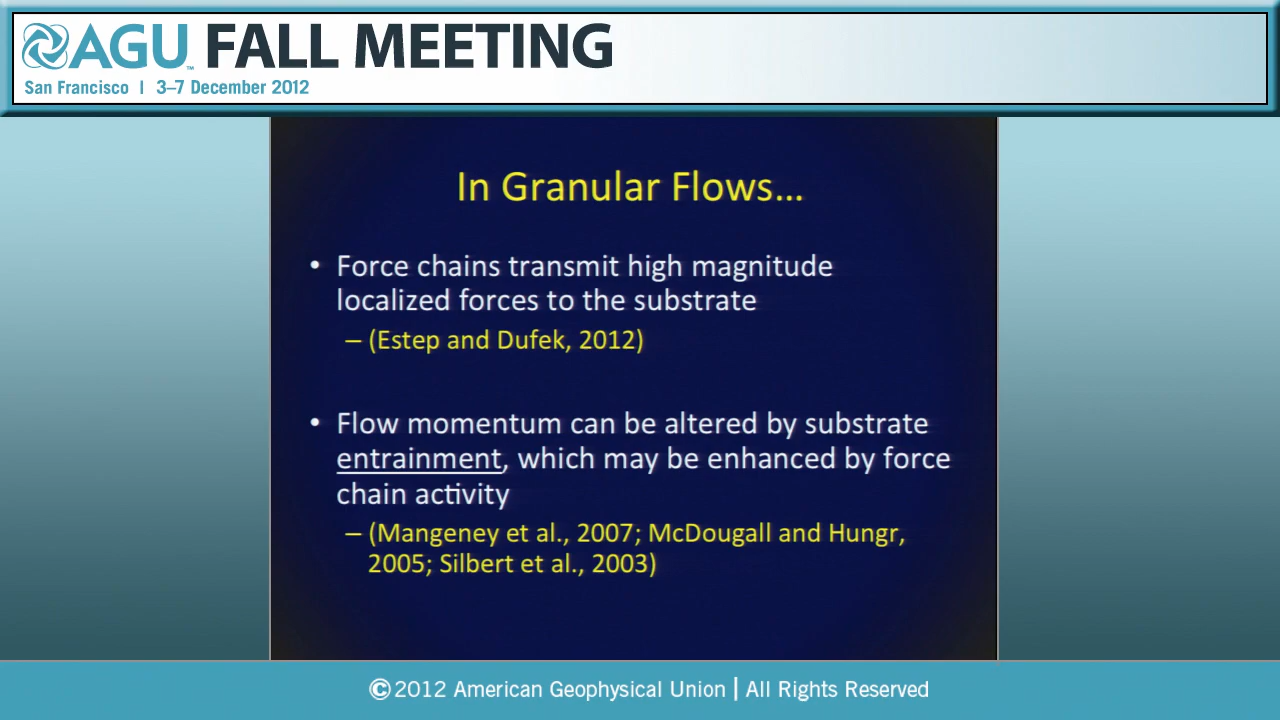 AGU™ FALL MEETING
San Francisco | 3–7 December 2012
In Granular Flows...
• Force chains transmit high magnitude
localized forces to the substrate
– (Estep and Dufek, 2012)
• Flow momentum can be altered by substrate
entrainment, which may be enhanced by force
chain activity
– (Mangeney et al., 2007; McDougall and Hungr,
2005; Silbert et al., 2003)
©2012 American Geophysical Union | All Rights Reserved